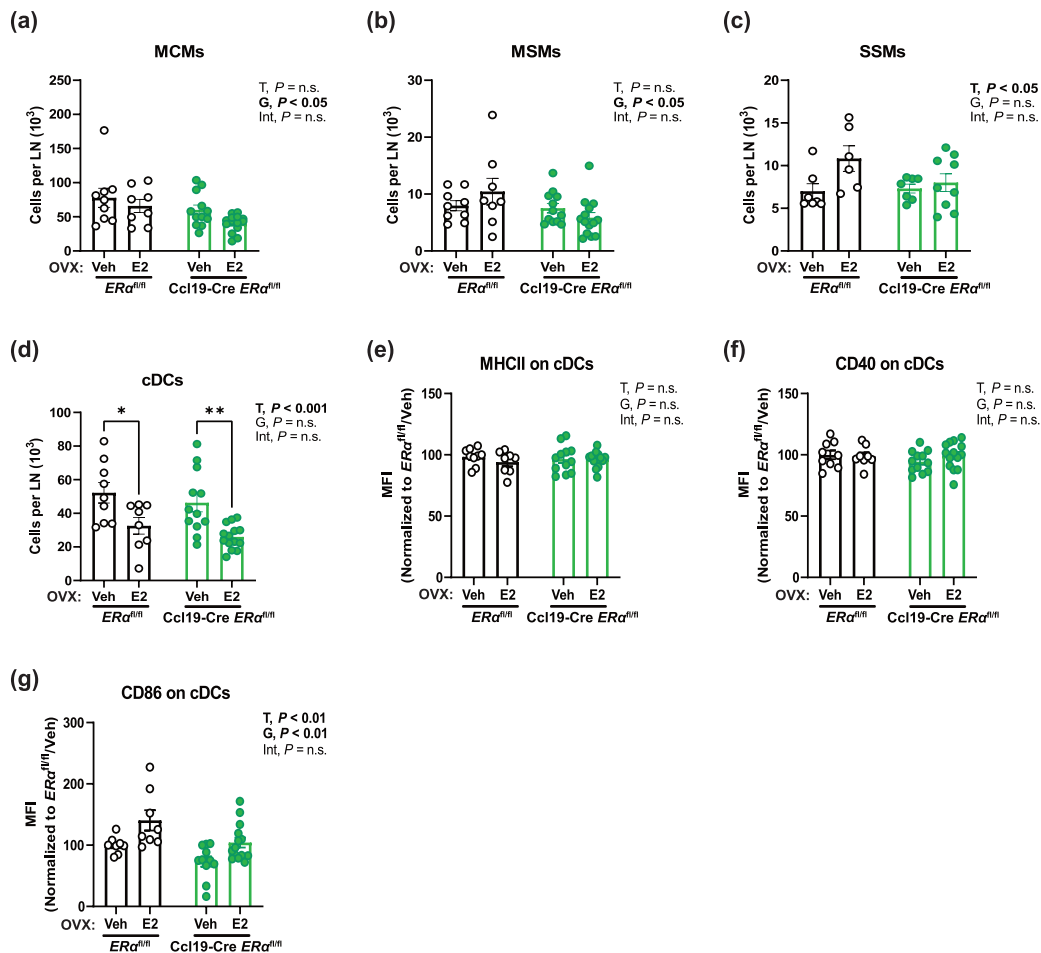 (a)
MCMs
T, P = n.s.
G, P < 0.05
Int, P = n.s.
Cells per LN (10³)
250
200
150
100
50
0
OVX: Veh E2 Veh E2
ERα^fl/fl Ccl19-Cre ERα^fl/fl
(b)
MSMs
T, P = n.s.
G, P < 0.05
Int, P = n.s.
Cells per LN (10³)
30
20
10
0
OVX: Veh E2 Veh E2
ERα^fl/fl Ccl19-Cre ERα^fl/fl
(c)
SSMs
T, P < 0.05
G, P = n.s.
Int, P = n.s.
Cells per LN (10³)
20
15
10
5
0
OVX: Veh E2 Veh E2
ERα^fl/fl Ccl19-Cre ERα^fl/fl
(d)
cDCs
T, P < 0.001
G, P = n.s.
Int, P = n.s.
* **
Cells per LN (10³)
100
80
60
40
20
0
OVX: Veh E2 Veh E2
ERα^fl/fl Ccl19-Cre ERα^fl/fl
(e)
MHCII on cDCs
T, P = n.s.
G, P = n.s.
Int, P = n.s.
MFI
(Normalized to ERα^fl/fl/Veh)
150
100
50
0
OVX: Veh E2 Veh E2
ERα^fl/fl Ccl19-Cre ERα^fl/fl
(f)
CD40 on cDCs
T, P = n.s.
G, P = n.s.
Int, P = n.s.
MFI
(Normalized to ERα^fl/fl/Veh)
150
100
50
0
OVX: Veh E2 Veh E2
ERα^fl/fl Ccl19-Cre ERα^fl/fl
(g)
CD86 on cDCs
T, P < 0.01
G, P < 0.01
Int, P = n.s.
MFI
(Normalized to ERα^fl/fl/Veh)
300
200
100
0
OVX: Veh E2 Veh E2
ERα^fl/fl Ccl19-Cre ERα^fl/fl